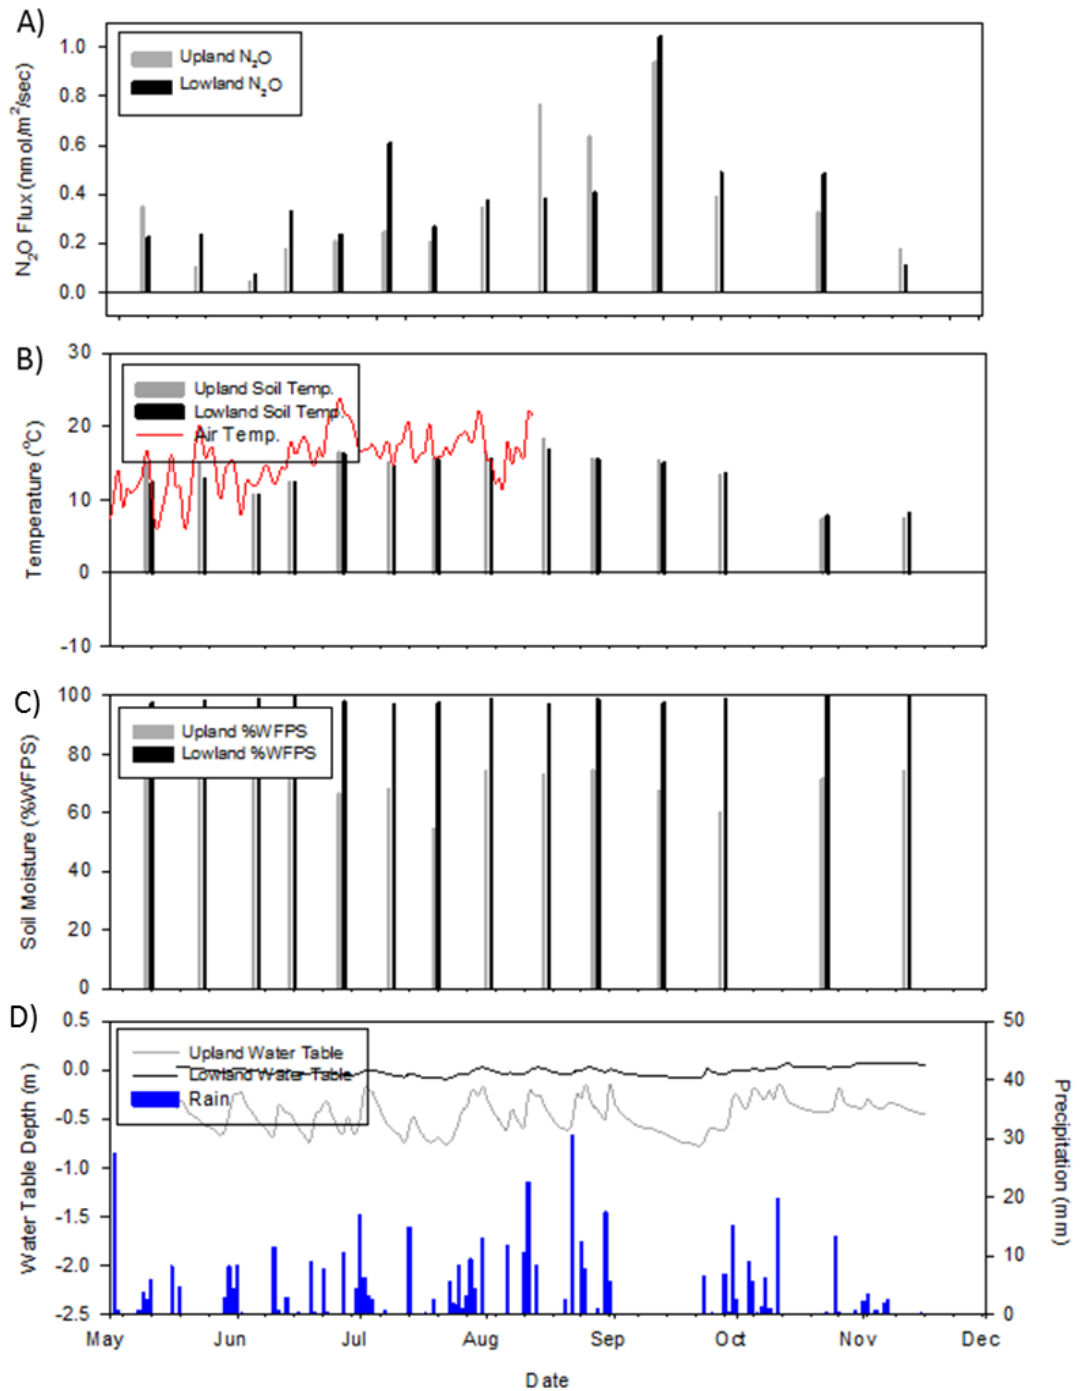 A)
Upland N₂O
Lowland N₂O
N₂O Flux (nmol/m²/sec)
1.0
0.8
0.6
0.4
0.2
0.0
B)
Upland Soil Temp.
Lowland Soil Temp.
Air Temp.
Temperature (°C)
30
20
10
0
-10
C)
Upland %WFPS
Lowland %WFPS
Soil Moisture (%WFPS)
100
80
60
40
20
0
D)
Upland Water Table
Lowland Water Table
Rain
Water Table Depth (m)
0.5
0.0
-0.5
-1.0
-1.5
-2.0
-2.5
50
40
30
20
10
0
Precipitation (mm)
May Jun Jul Aug Sep Oct Nov Dec
Date